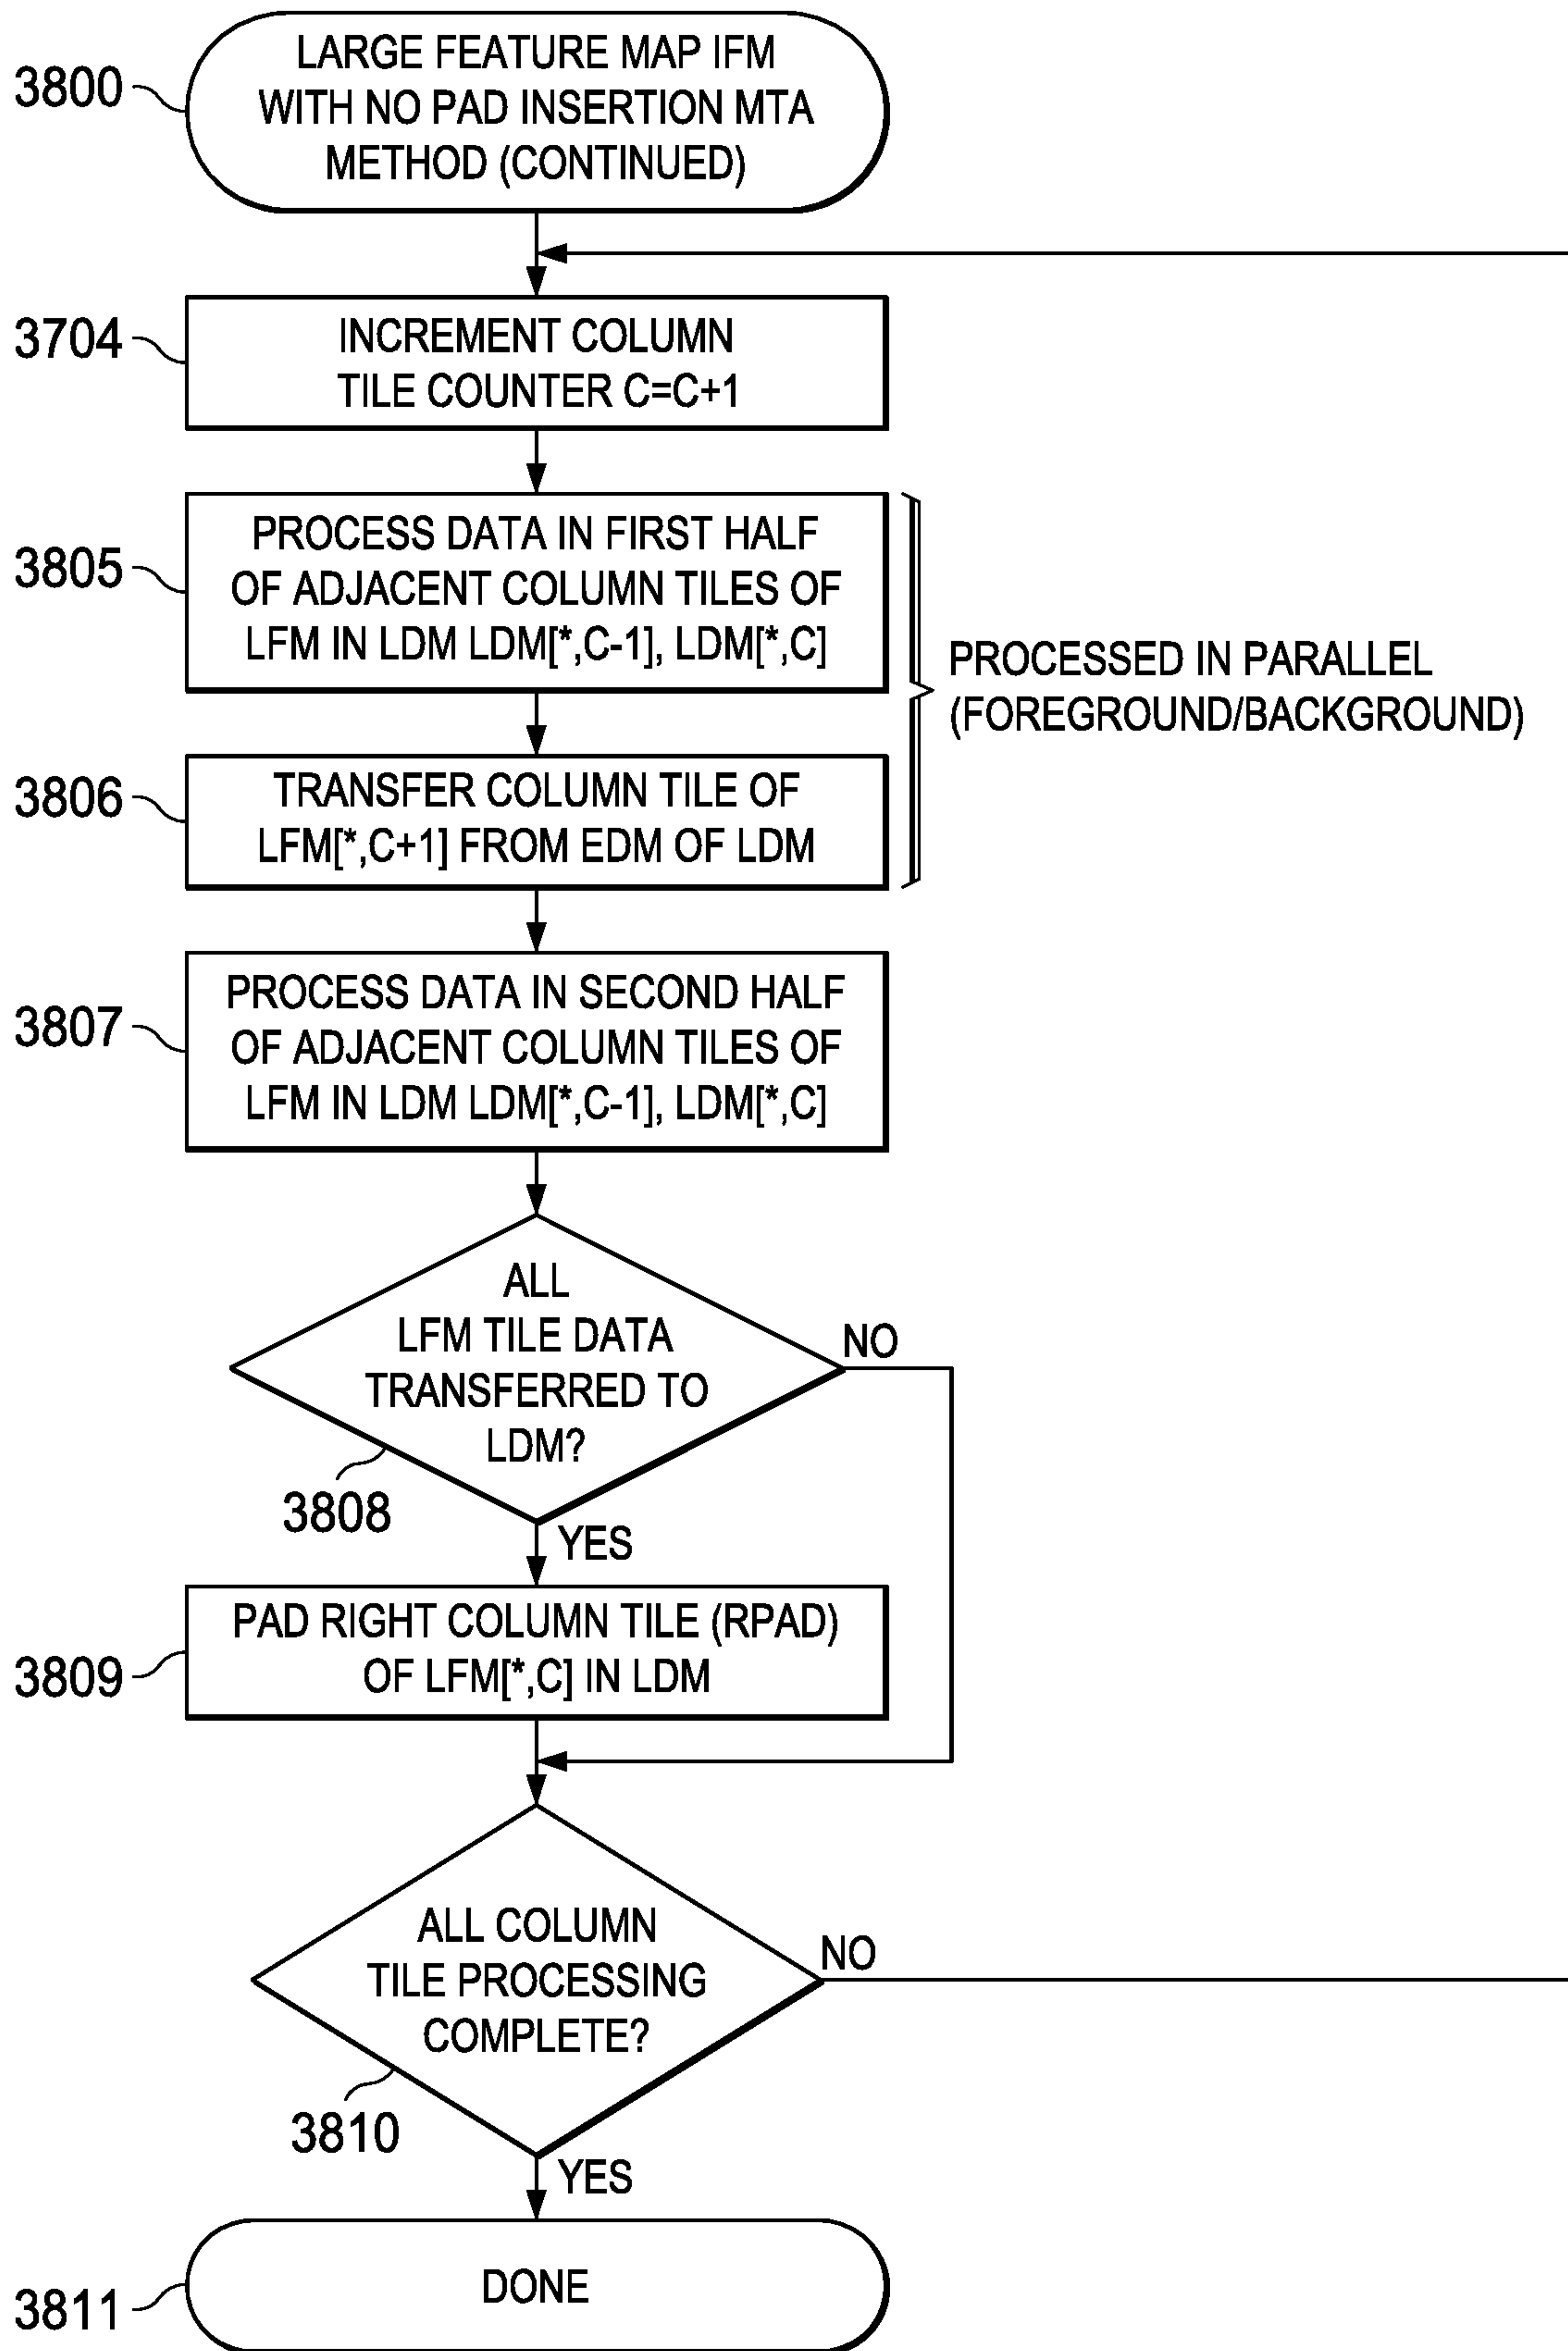 3800
LARGE FEATURE MAP IFM
WITH NO PAD INSERTION MTA
METHOD (CONTINUED)
3704
INCREMENT COLUMN
TILE COUNTER C=C+1
3805
PROCESS DATA IN FIRST HALF
OF ADJACENT COLUMN TILES OF
LFM IN LDM LDM[*,C-1], LDM[*,C]
PROCESSED IN PARALLEL
(FOREGROUND/BACKGROUND)
3806
TRANSFER COLUMN TILE OF
LFM[*,C+1] FROM EDM OF LDM
3807
PROCESS DATA IN SECOND HALF
OF ADJACENT COLUMN TILES OF
LFM IN LDM LDM[*,C-1], LDM[*,C]
ALL
LFM TILE DATA
TRANSFERRED TO
LDM?
NO
3808
YES
3809
PAD RIGHT COLUMN TILE (RPAD)
OF LFM[*,C] IN LDM
ALL COLUMN
TILE PROCESSING
COMPLETE?
NO
3810
YES
3811
DONE